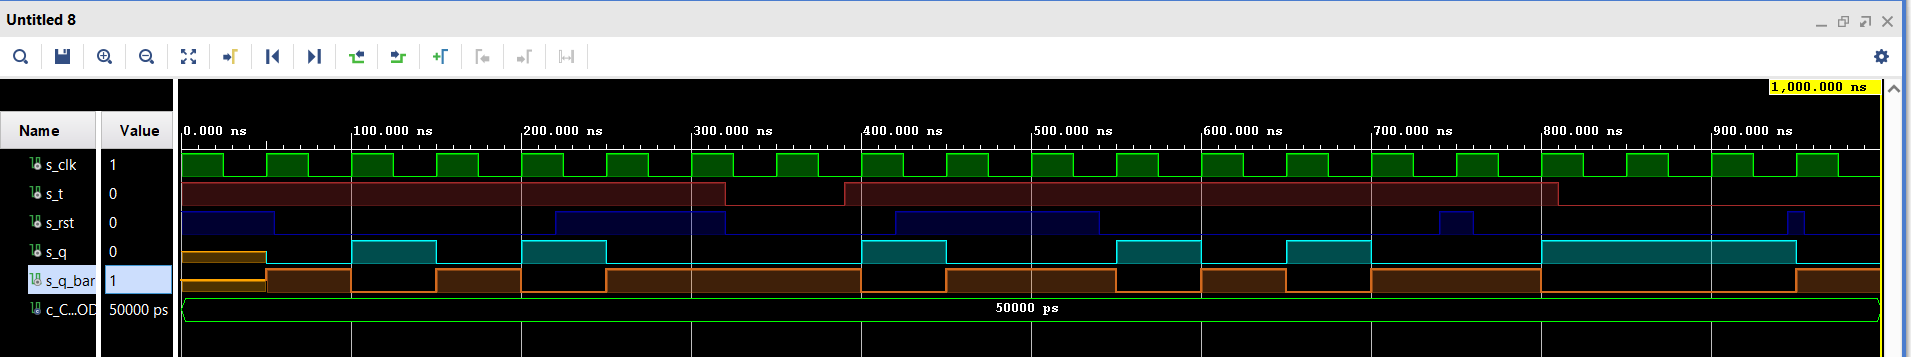 Untitled 8
1,000.000 ns
Name Value
0.000 ns 100.000 ns 200.000 ns 300.000 ns 400.000 ns 500.000 ns 600.000 ns 700.000 ns 800.000 ns 900.000 ns
s_clk 1
s_t 0
s_rst 0
s_q 0
s_q_bar 1
c_C...OD 50000 ps 50000 ps